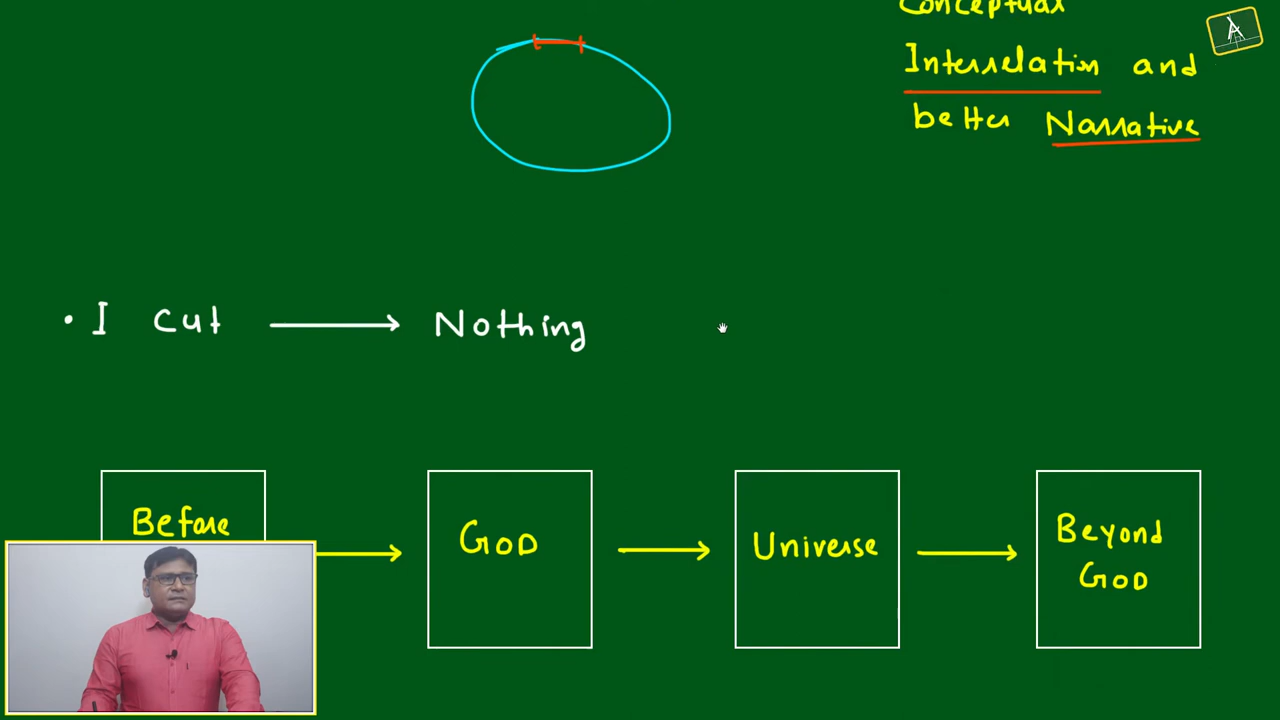 Conceptual
Interrelation and
better Narrative
A
• I cut → Nothing
Before → GOD → Universe → Beyond GOD